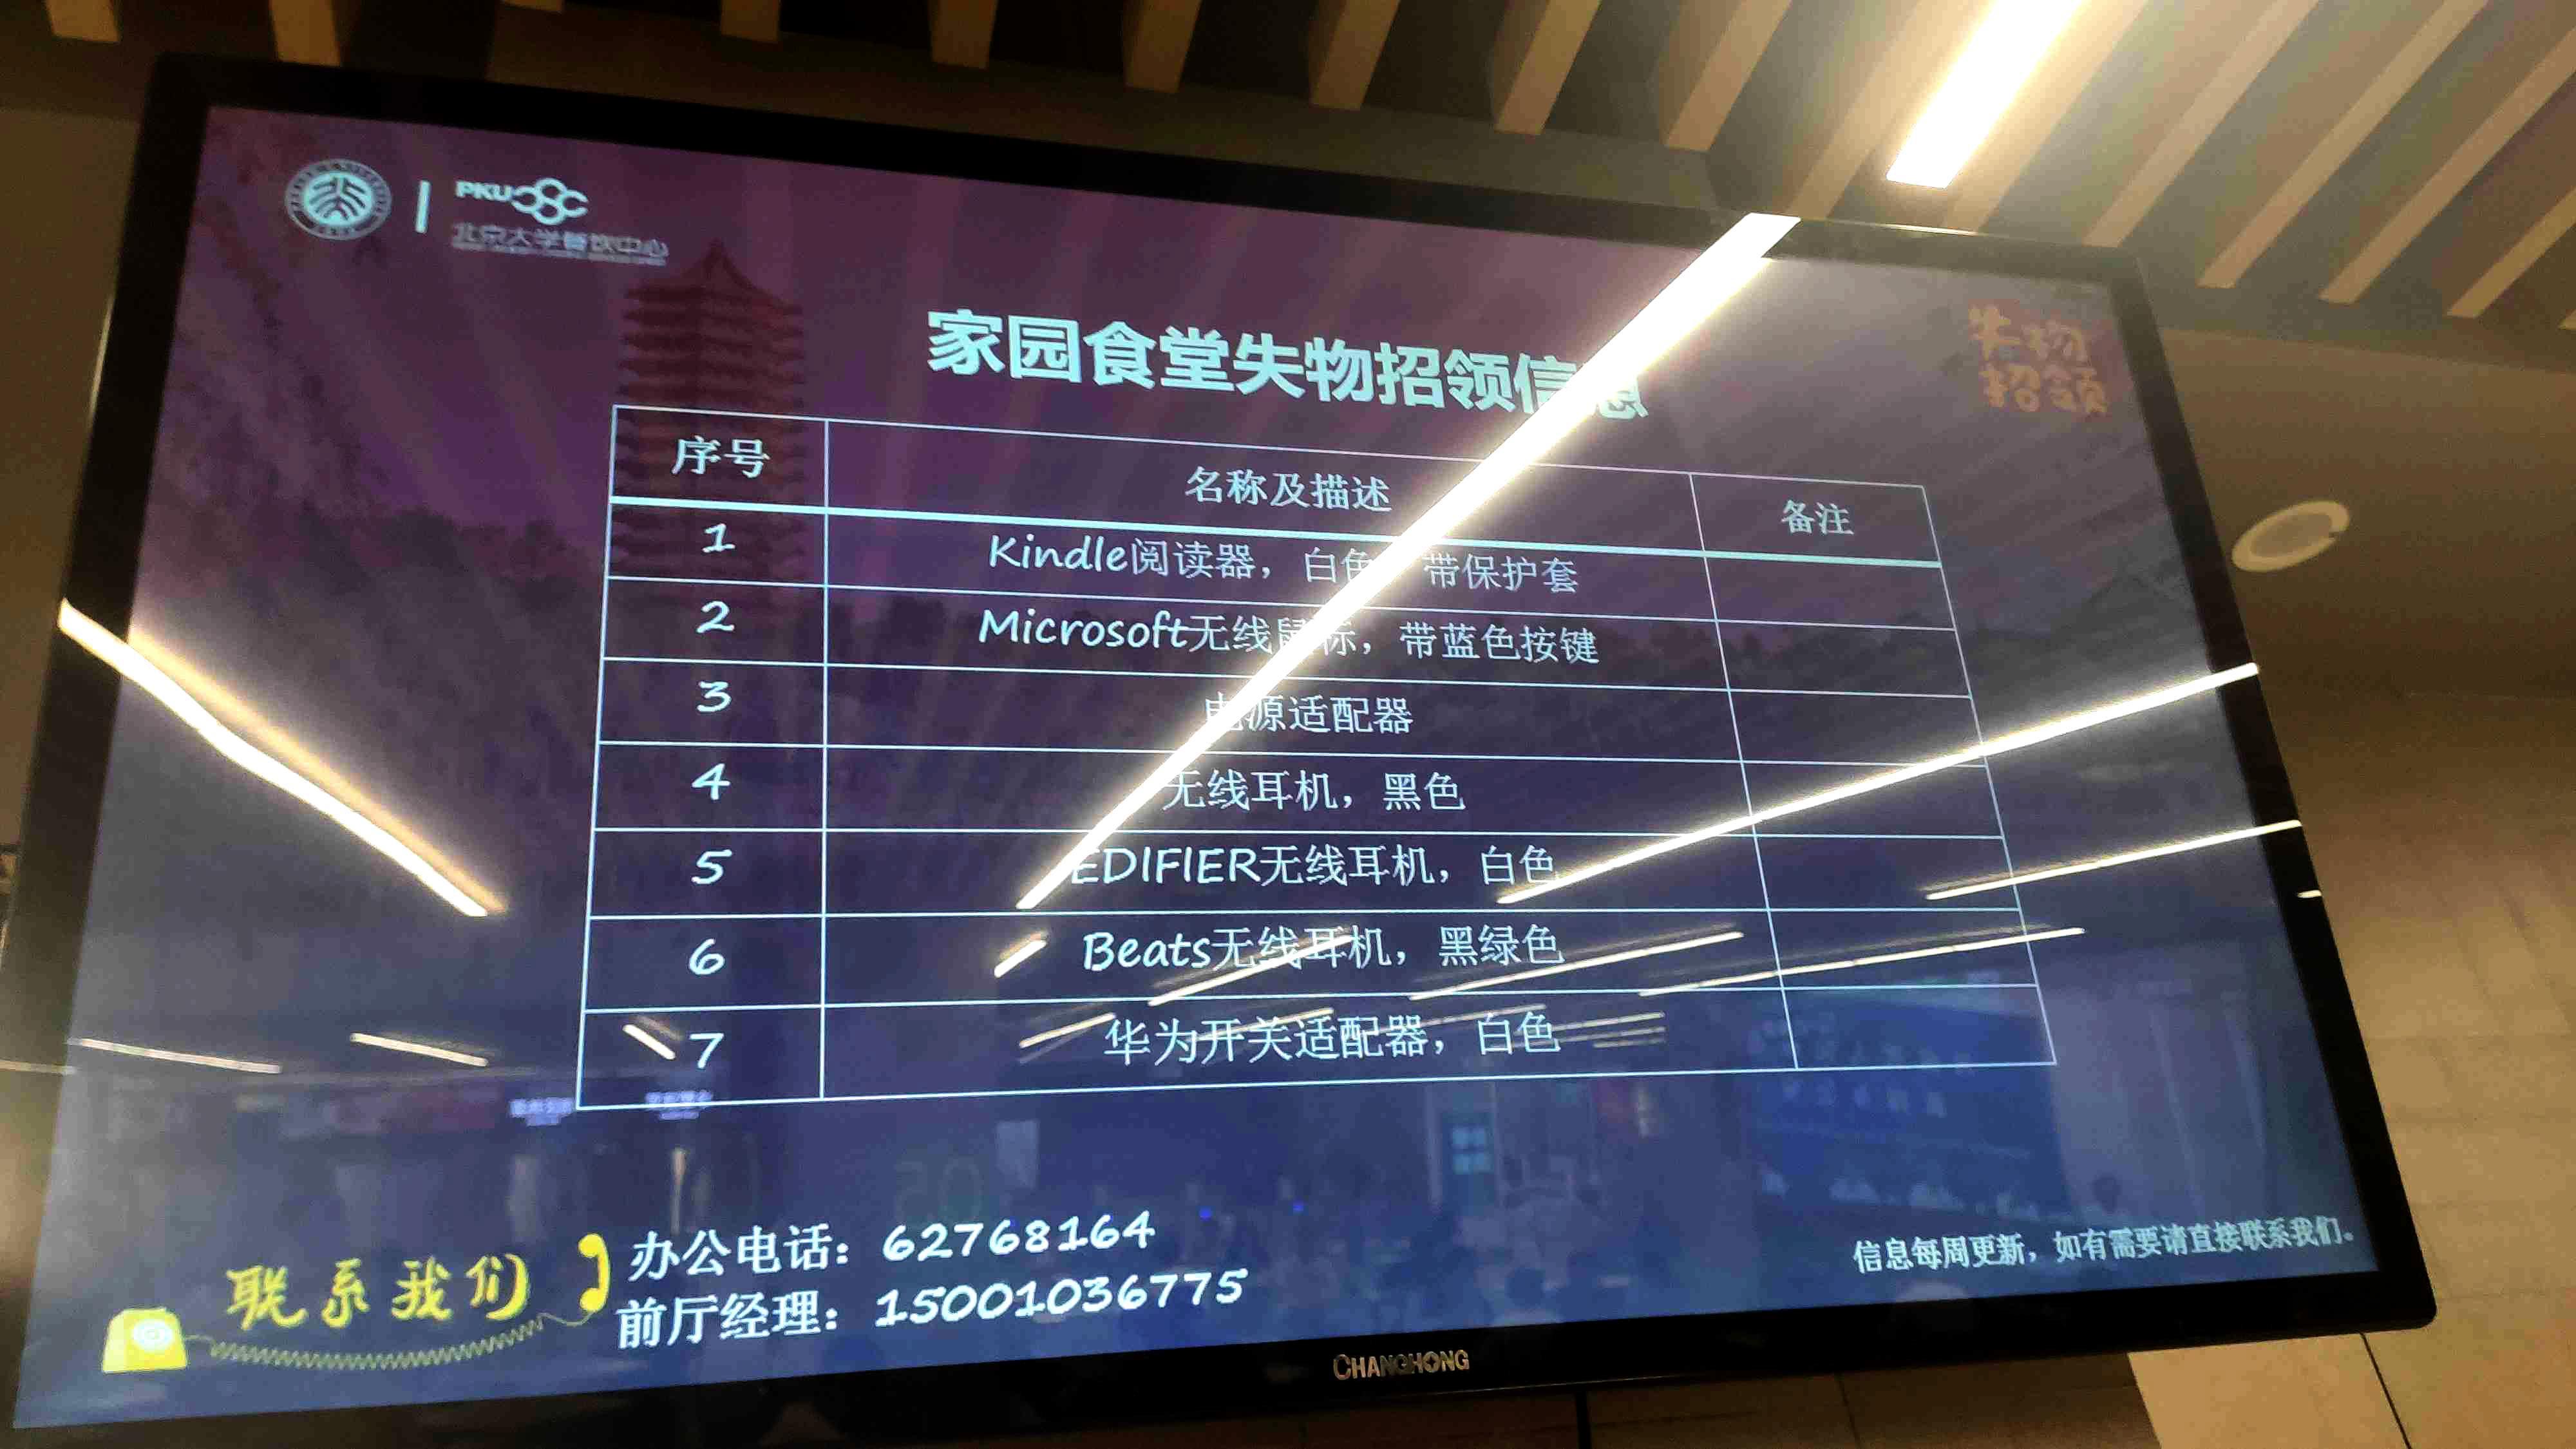 PKU
北京大学餐饮中心
失物
招领
家园食堂失物招领信息
序号 名称及描述 备注
1 Kindle阅读器，白色 带保护套
2 Microsoft无线鼠标，带蓝色按键
3 电源适配器
4 无线耳机，黑色
5 EDIFIER无线耳机，白色
6 Beats无线耳机，黑绿色
7 华为开关适配器，白色
联系我们
办公电话：62768164
前厅经理：15001036775
信息每周更新，如有需要请直接联系我们。
CHANGHONG